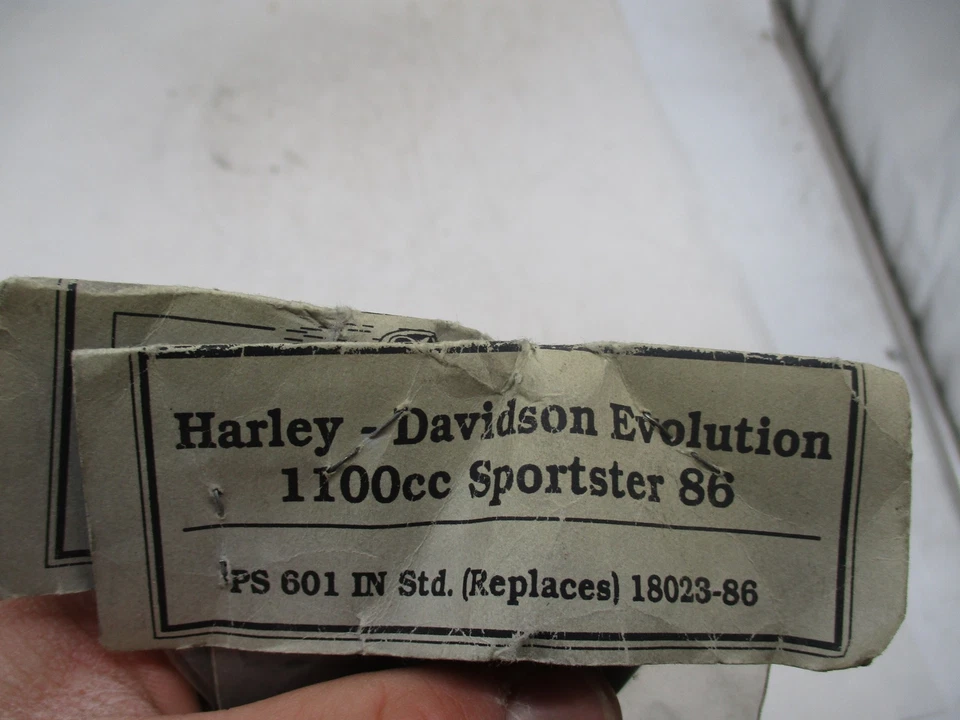 Harley - Davidson Evolution
1100cc Sportster 86
PS 601 IN Std. (Replaces) 18023-86